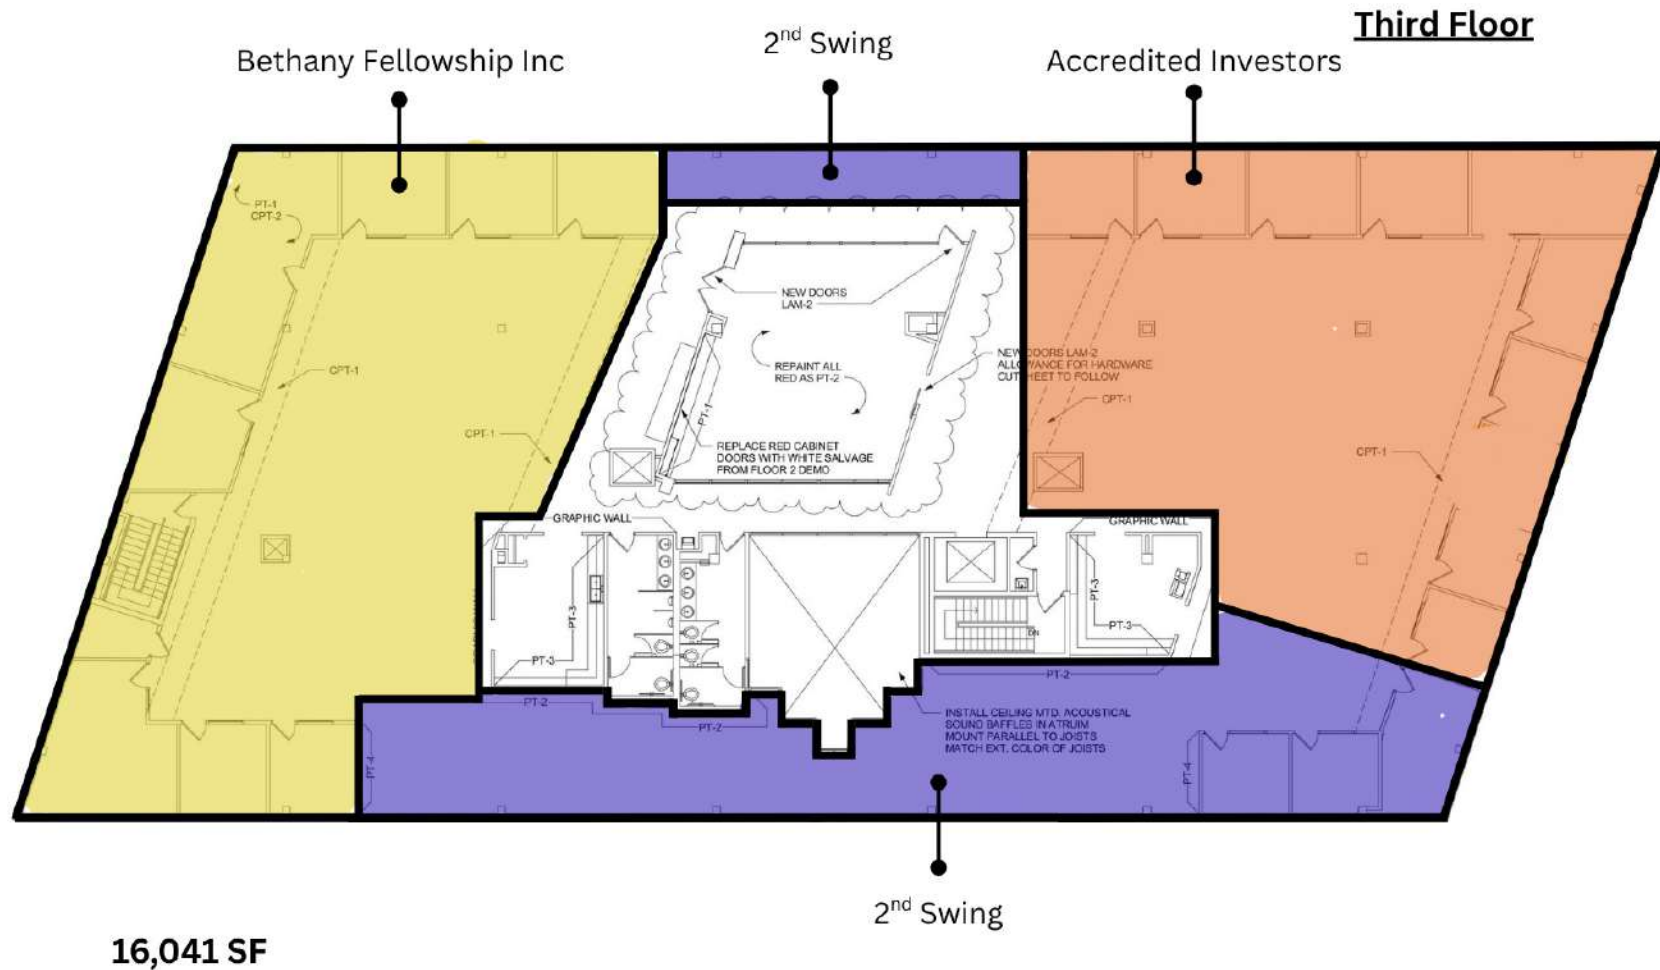 Third Floor
2nd Swing
Bethany Fellowship Inc
Accredited Investors
PT-1
CPT-2
NEW DOORS
LAM-2
CPT-1
REPAINT ALL
RED AS PT-2
NEW DOORS LAM-2
ALLOWANCE FOR HARDWARE
CUT SHEET TO FOLLOW
CPT-1
PT-1
CPT-1
REPLACE RED CABINET
DOORS WITH WHITE SALVAGE
FROM FLOOR 2 DEMO
CPT-1
GRAPHIC WALL
GRAPHIC WALL
PT-3
PT-3
PT-3
DN
PT-3
PT-2
PT-2
PT-2
INSTALL CEILING MTD. ACOUSTICAL
SOUND BAFFLES IN ATRUIM
MOUNT PARALLEL TO JOISTS
MATCH EXT. COLOR OF JOISTS
PT-4
PT-4
2nd Swing
16,041 SF